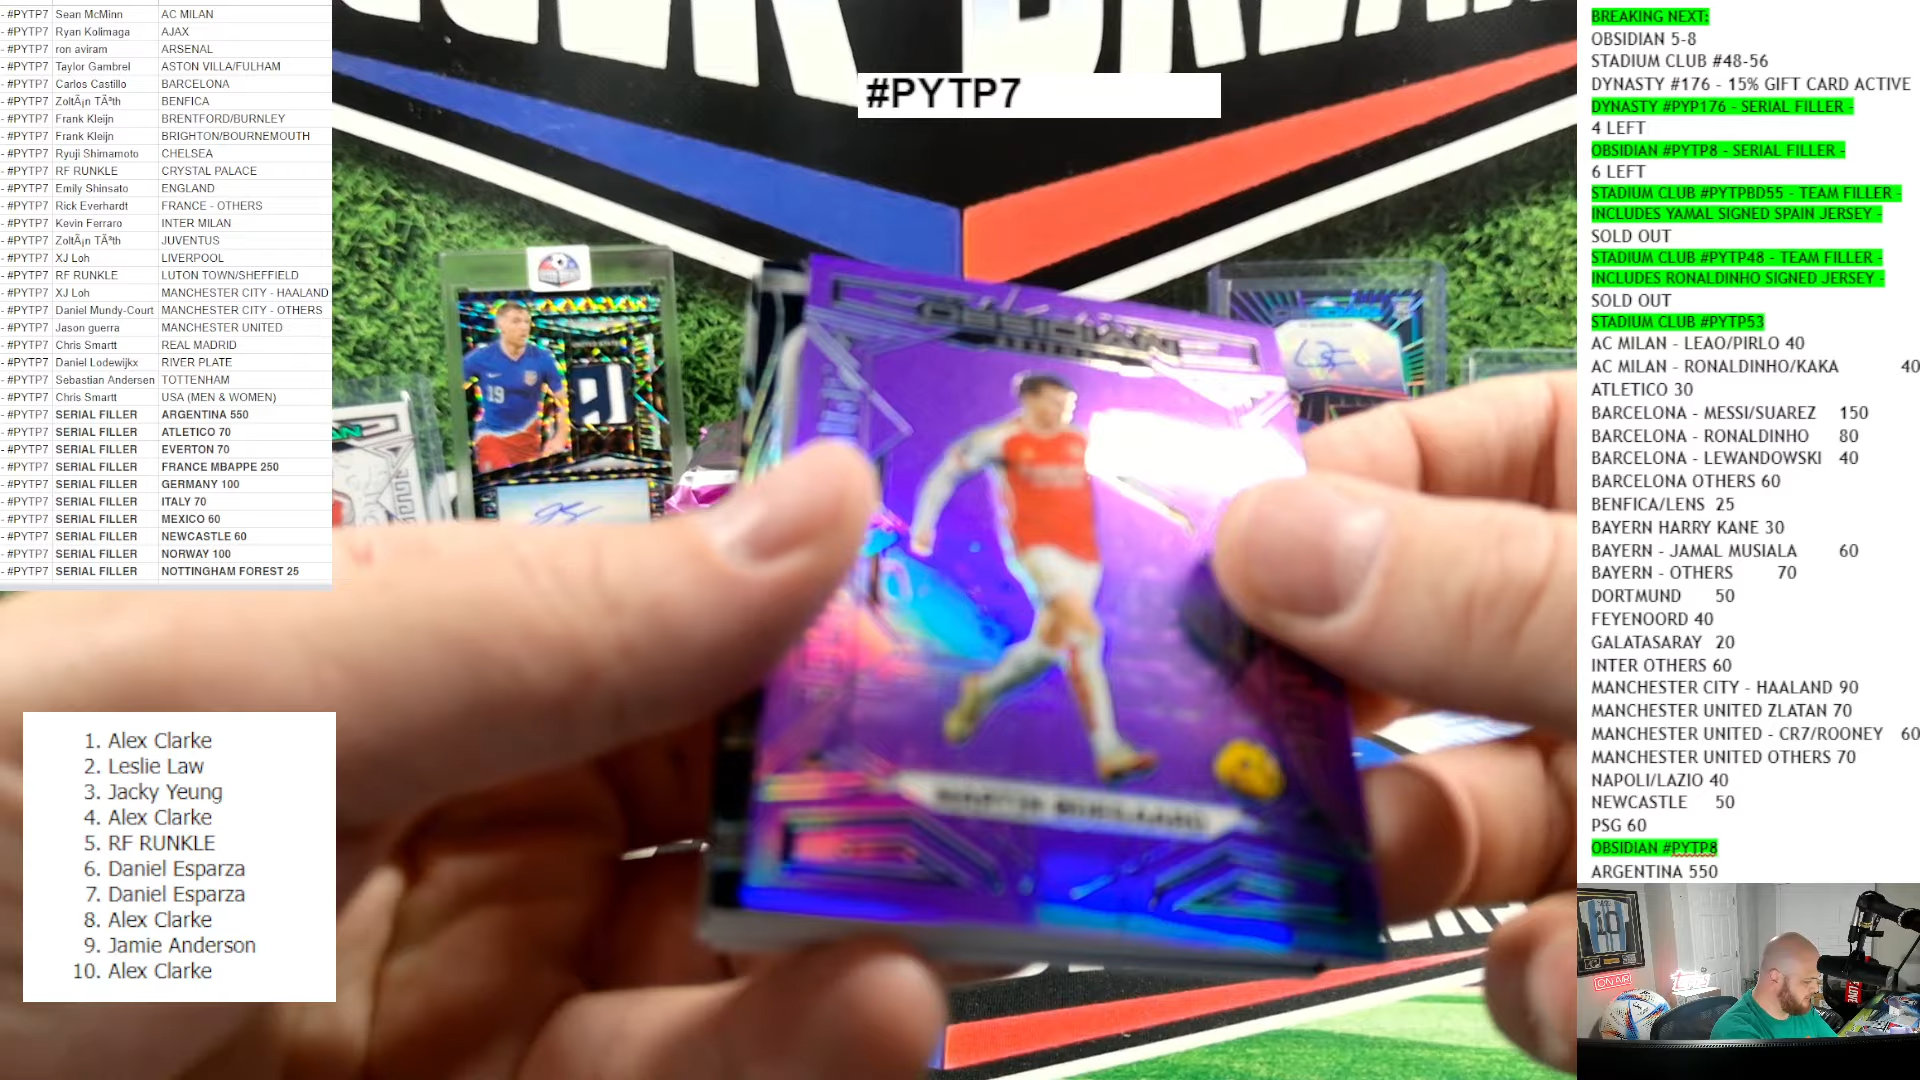 - #PYTP7 Sean McMinn AC MILAN
- #PYTP7 Ryan Kolimaga AJAX
- #PYTP7 ron aviram ARSENAL
- #PYTP7 Taylor Gambrel ASTON VILLA/FULHAM
- #PYTP7 Carlos Castillo BARCELONA
- #PYTP7 ZoltÃ¡n TÃ³th BENFICA
- #PYTP7 Frank Kleijn BRENTFORD/BURNLEY
- #PYTP7 Frank Kleijn BRIGHTON/BOURNEMOUTH
- #PYTP7 Ryuji Shimamoto CHELSEA
- #PYTP7 RF RUNKLE CRYSTAL PALACE
- #PYTP7 Emily Shinsato ENGLAND
- #PYTP7 Rick Everhardt FRANCE - OTHERS
- #PYTP7 Kevin Ferraro INTER MILAN
- #PYTP7 ZoltÃ¡n TÃ³th JUVENTUS
- #PYTP7 XJ Loh LIVERPOOL
- #PYTP7 RF RUNKLE LUTON TOWN/SHEFFIELD
- #PYTP7 XJ Loh MANCHESTER CITY - HAALAND
- #PYTP7 Daniel Mundy-Court MANCHESTER CITY - OTHERS
- #PYTP7 Jason guerra MANCHESTER UNITED
- #PYTP7 Chris Smartt REAL MADRID
- #PYTP7 Daniel Lodewijkx RIVER PLATE
- #PYTP7 Sebastian Andersen TOTTENHAM
- #PYTP7 Chris Smartt USA (MEN & WOMEN)
- #PYTP7 SERIAL FILLER ARGENTINA 550
- #PYTP7 SERIAL FILLER ATLETICO 70
- #PYTP7 SERIAL FILLER EVERTON 70
- #PYTP7 SERIAL FILLER FRANCE MBAPPE 250
- #PYTP7 SERIAL FILLER GERMANY 100
- #PYTP7 SERIAL FILLER ITALY 70
- #PYTP7 SERIAL FILLER MEXICO 60
- #PYTP7 SERIAL FILLER NEWCASTLE 60
- #PYTP7 SERIAL FILLER NORWAY 100
- #PYTP7 SERIAL FILLER NOTTINGHAM FOREST 25
1. Alex Clarke
2. Leslie Law
3. Jacky Yeung
4. Alex Clarke
5. RF RUNKLE
6. Daniel Esparza
7. Daniel Esparza
8. Alex Clarke
9. Jamie Anderson
10. Alex Clarke
#PYTP7
OBSIDIAN
19
BREAKING NEXT:
OBSIDIAN 5-8
STADIUM CLUB #48-56
DYNASTY #176 - 15% GIFT CARD ACTIVE
DYNASTY #PYP176 - SERIAL FILLER -
4 LEFT
OBSIDIAN #PYTP8 - SERIAL FILLER -
6 LEFT
STADIUM CLUB #PYTPBD55 - TEAM FILLER -
INCLUDES YAMAL SIGNED SPAIN JERSEY -
SOLD OUT
STADIUM CLUB #PYTP48 - TEAM FILLER -
INCLUDES RONALDINHO SIGNED JERSEY -
SOLD OUT
STADIUM CLUB #PYTP53
AC MILAN - LEAO/PIRLO 40
AC MILAN - RONALDINHO/KAKA 40
ATLETICO 30
BARCELONA - MESSI/SUAREZ 150
BARCELONA - RONALDINHO 80
BARCELONA - LEWANDOWSKI 40
BARCELONA OTHERS 60
BENFICA/LENS 25
BAYERN HARRY KANE 30
BAYERN - JAMAL MUSIALA 60
BAYERN - OTHERS 70
DORTMUND 50
FEYENOORD 40
GALATASARAY 20
INTER OTHERS 60
MANCHESTER CITY - HAALAND 90
MANCHESTER UNITED ZLATAN 70
MANCHESTER UNITED - CR7/ROONEY 60
MANCHESTER UNITED OTHERS 70
NAPOLI/LAZIO 40
NEWCASTLE 50
PSG 60
OBSIDIAN #PYTP8
ARGENTINA 550
10
ON AIR